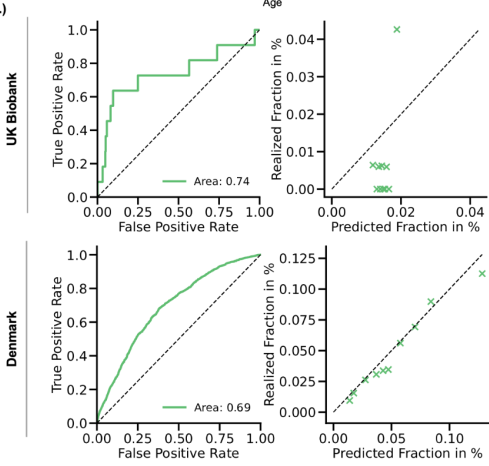 .)
Age
UK Biobank
True Positive Rate
1.0
0.8
0.6
0.4
0.2
0.0
Area: 0.74
0.00 0.25 0.50 0.75 1.00
False Positive Rate
Realized Fraction in %
0.04
0.03
0.02
0.01
0.00
0.00 0.02 0.04
Predicted Fraction in %
Denmark
True Positive Rate
1.0
0.8
0.6
0.4
0.2
0.0
Area: 0.69
0.00 0.25 0.50 0.75 1.00
False Positive Rate
Realized Fraction in %
0.125
0.100
0.075
0.050
0.025
0.000
0.00 0.05 0.10
Predicted Fraction in %